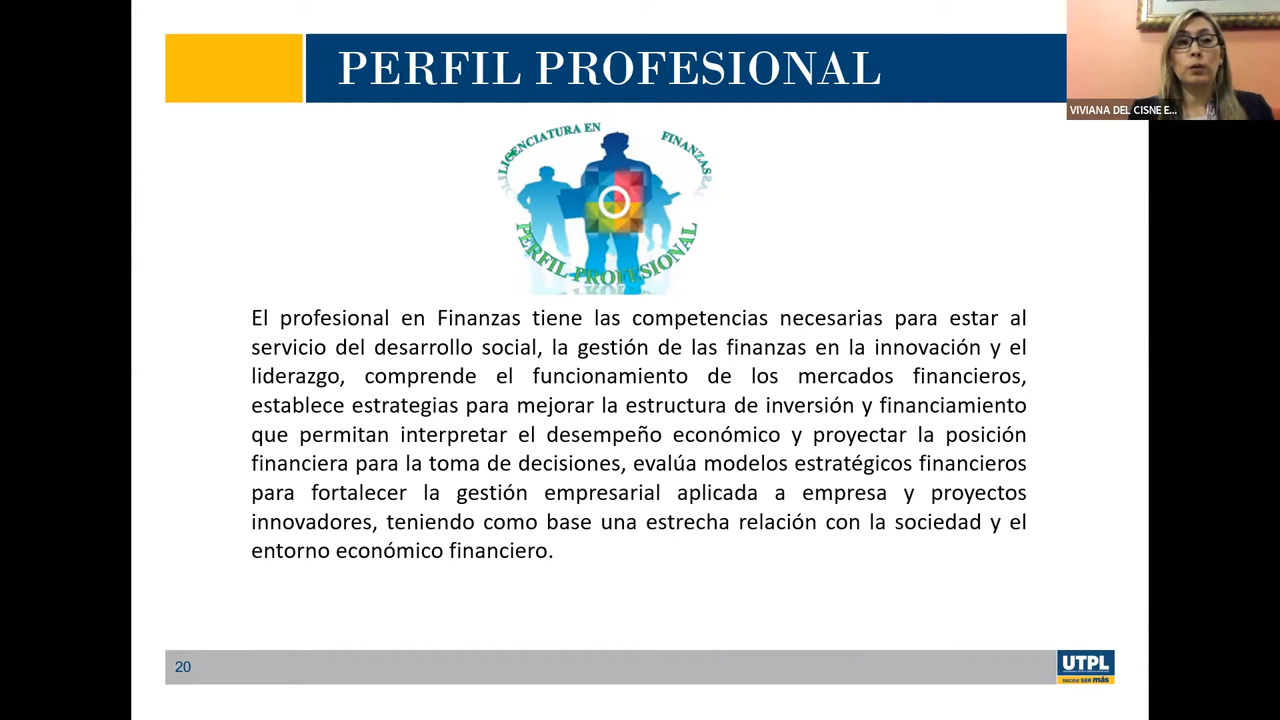 PERFIL PROFESIONAL
VIVIANA DEL CISNE E...
LICENCIATURA EN FINANZAS
PERFIL PROFESIONAL
El profesional en Finanzas tiene las competencias necesarias para estar al
servicio del desarrollo social, la gestión de las finanzas en la innovación y el
liderazgo, comprende el funcionamiento de los mercados financieros,
establece estrategias para mejorar la estructura de inversión y financiamiento
que permitan interpretar el desempeño económico y proyectar la posición
financiera para la toma de decisiones, evalúa modelos estratégicos financieros
para fortalecer la gestión empresarial aplicada a empresa y proyectos
innovadores, teniendo como base una estrecha relación con la sociedad y el
entorno económico financiero.
20
UTPL
DECIDE SER más